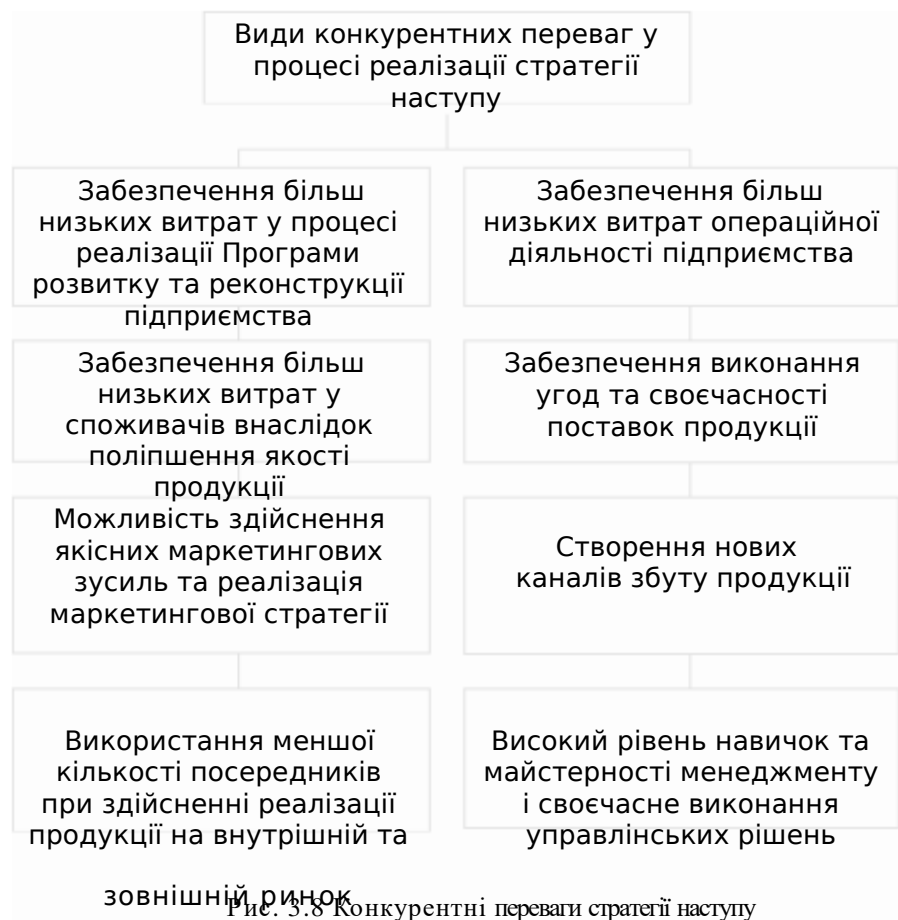 Види конкурентних переваг у
процесі реалізації стратегії
наступу
Забезпечення більш
низьких витрат у процесі
реалізації Програми
розвитку та реконструкції
підприємства
Забезпечення більш
низьких витрат операційної
діяльності підприємства
Забезпечення більш
низьких витрат у
споживачів внаслідок
поліпшення якості
продукції
Забезпечення виконання
угод та своєчасності
поставок продукції
Можливість здійснення
якісних маркетингових
зусиль та реалізація
маркетингової стратегії
Створення нових
каналів збуту продукції
Використання меншої
кількості посередників
при здійсненні реалізації
продукції на внутрішній та
зовнішній ринок
Високий рівень навичок та
майстерності менеджменту
і своєчасне виконання
управлінських рішень
Рис. 3.8 Конкурентні переваги стратегії наступу